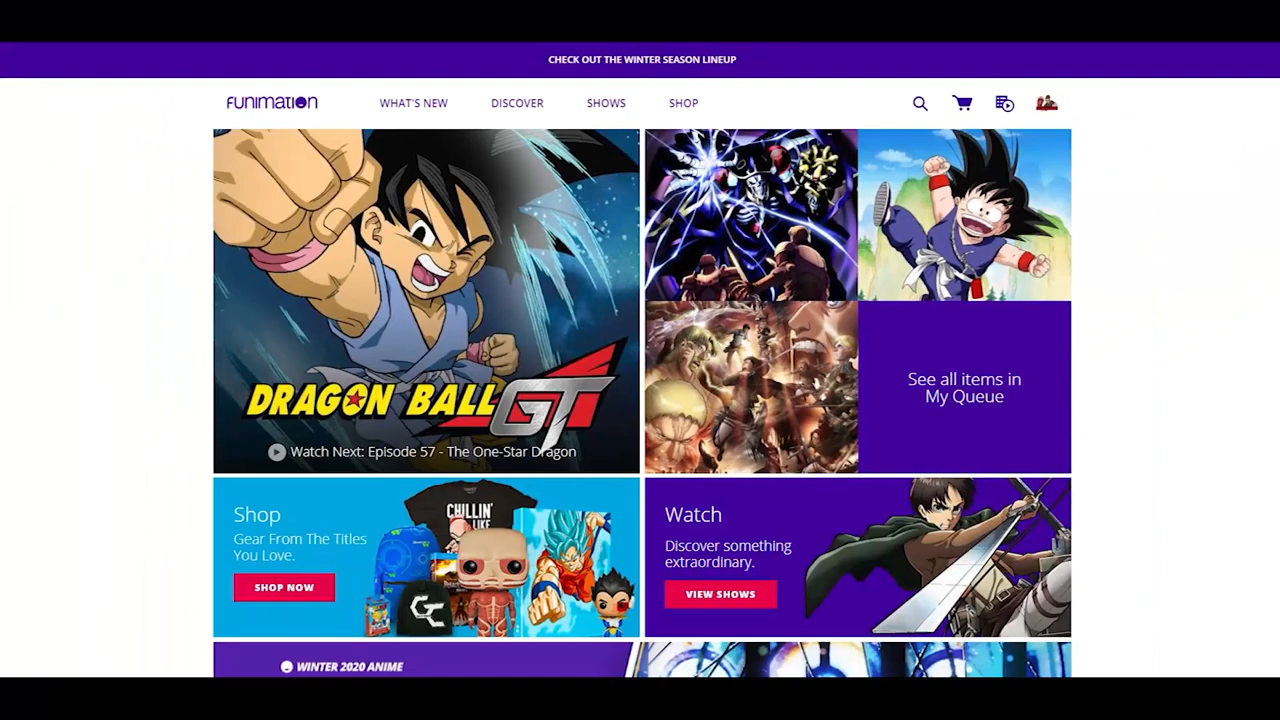 CHECK OUT THE WINTER SEASON LINEUP
FUNIMATION
WHAT'S NEW
DISCOVER
SHOWS
SHOP
DRAGON BALL GT
Watch Next: Episode 57 - The One-Star Dragon
See all items in
My Queue
Shop
Gear From The Titles
You Love.
SHOP NOW
CHILLIN'
LIKE
Watch
Discover something
extraordinary.
VIEW SHOWS
WINTER 2020 ANIME